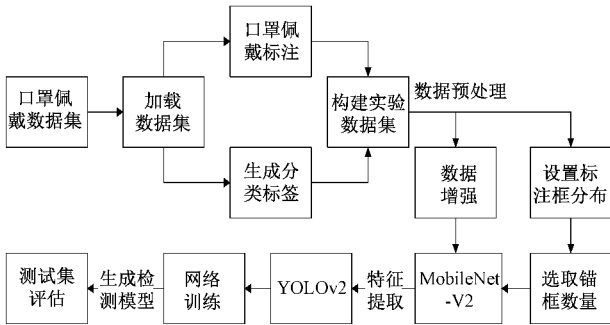 口罩佩
戴标注
口罩佩
戴数据集
加载
数据集
构建实验
数据集
数据预处理
生成分
类标签
数据
增强
设置标
注框分布
测试集
评估
生成检
测模型
网络
训练
YOLOv2
特征
提取
MobileNet
-V2
选取锚
框数量